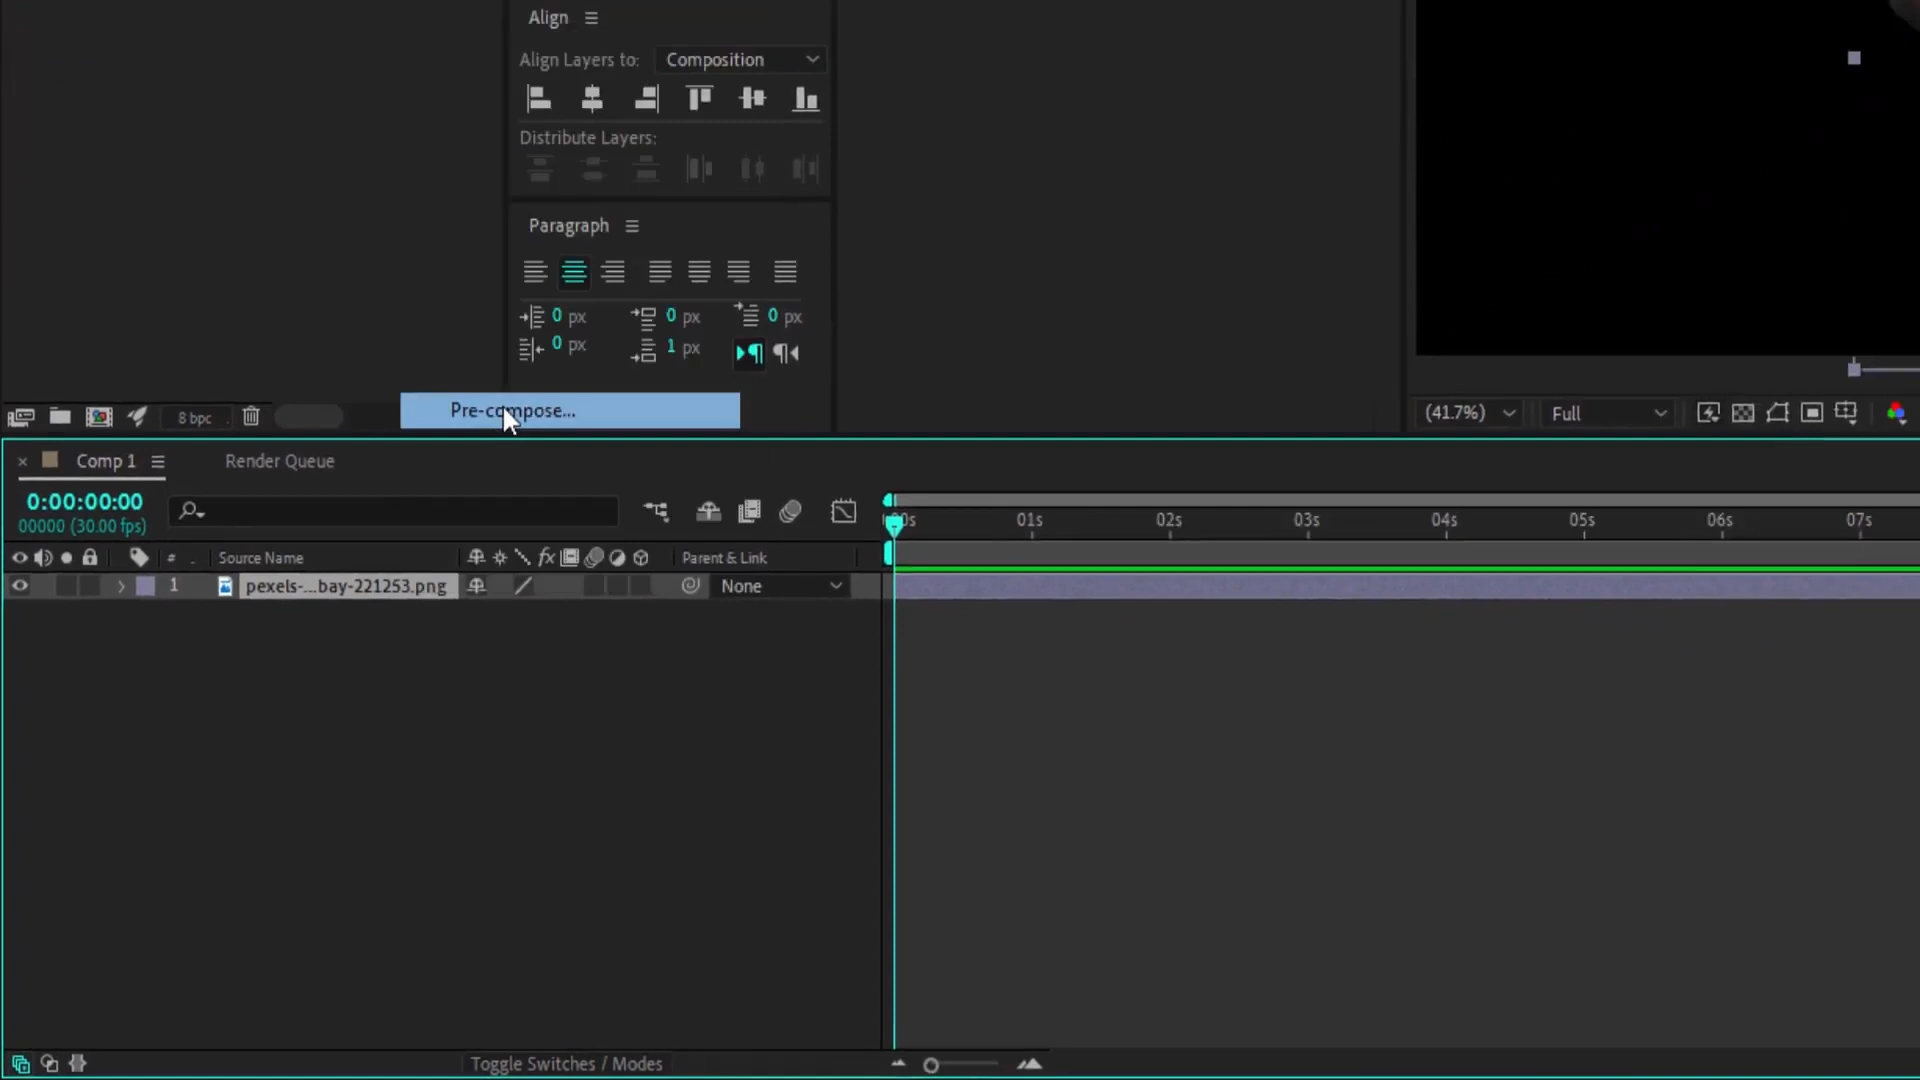 Align
Align Layers to: Composition
Distribute Layers:
Paragraph
0 px 0 px 0 px
0 px 1 px
8 bpc
Pre-compose...
(41.7%) Full
Comp 1 Render Queue
0:00:00:00
00000 (30.00 fps)
00s 01s 02s 03s 04s 05s 06s 07s
# Source Name fx Parent & Link
1 pexels-...bay-221253.png None
Toggle Switches / Modes